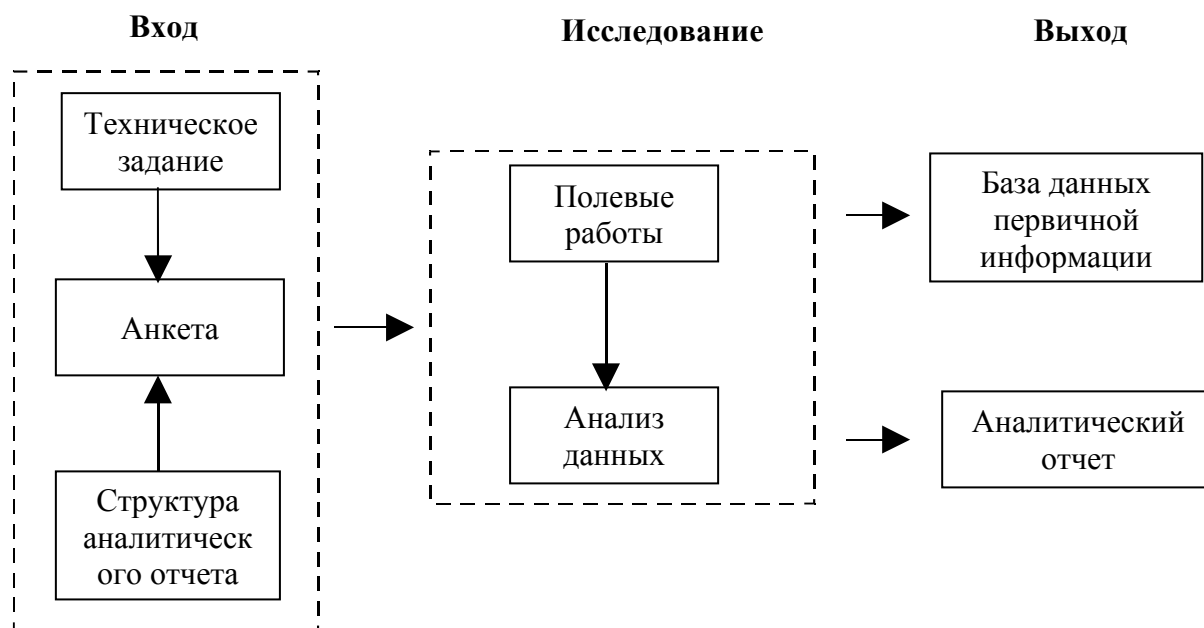 Вход
Исследование
Выход
Техническое
задание
Анкета
Структура
аналитическ
ого отчета
Полевые
работы
Анализ
данных
База данных
первичной
информации
Аналитический
отчет